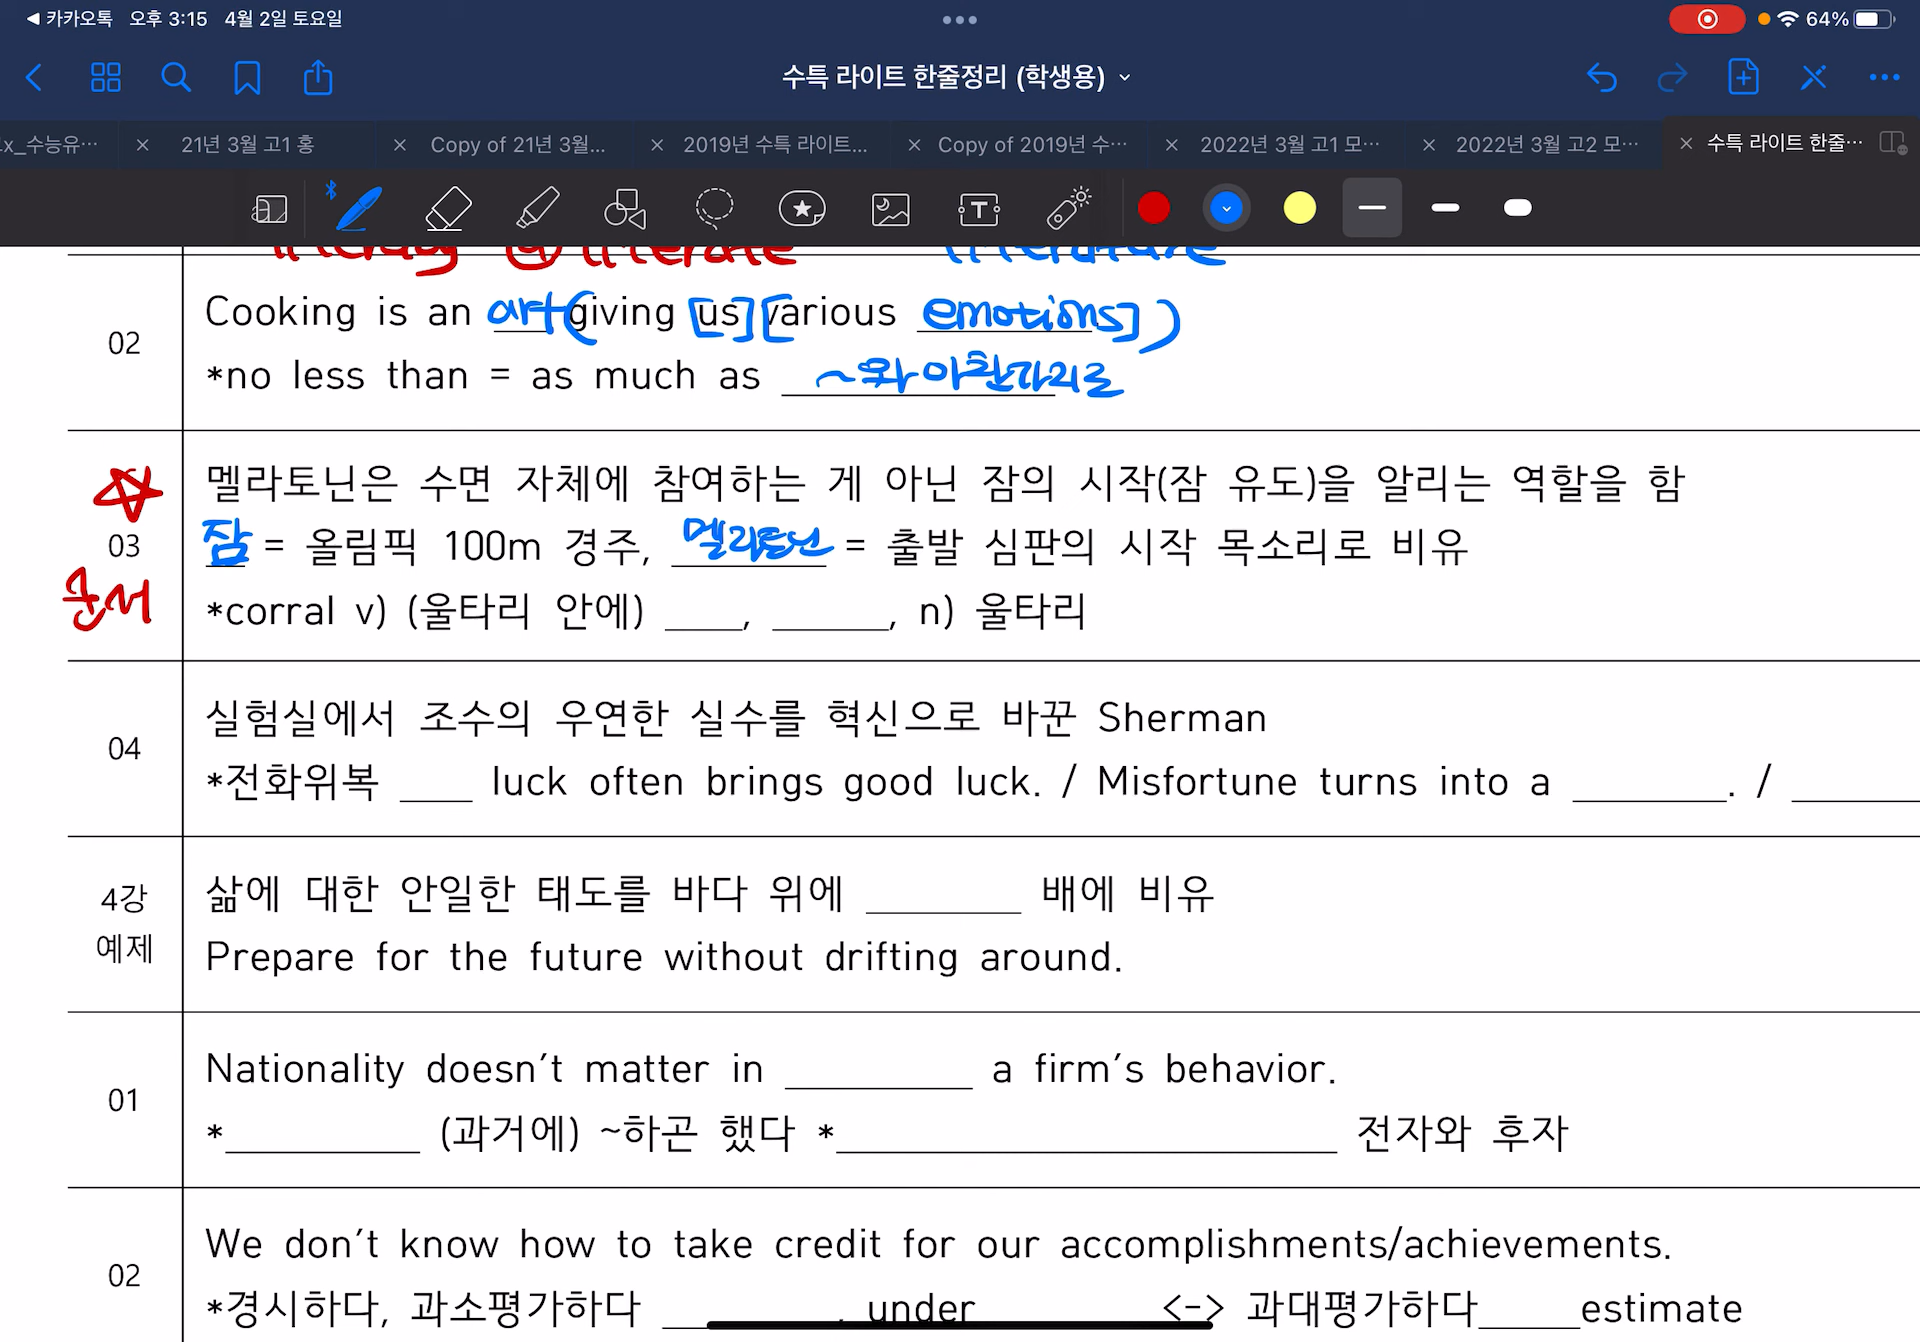 ◀ 카카오톡 오후 3:15 4월 2일 토요일 64%
수특 라이트 한줄정리 (학생용)
x_수능유… × 21년 3월 고1 홍 × Copy of 21년 3월... × 2019년 수특 라이트... × Copy of 2019년 수… × 2022년 3월 고1 모… × 2022년 3월 고2 모… × 수특 라이트 한줄…
literacy literate literature
02
Cooking is an art (giving [us] [various emotions])
*no less than = as much as ~와 마찬가지로
03
순서
멜라토닌은 수면 자체에 참여하는 게 아닌 잠의 시작(잠 유도)을 알리는 역할을 함
잠 = 올림픽 100m 경주, 멜라토닌 = 출발 심판의 시작 목소리로 비유
*corral v) (울타리 안에) ____, ______, n) 울타리
04
실험실에서 조수의 우연한 실수를 혁신으로 바꾼 Sherman
*전화위복 ____ luck often brings good luck. / Misfortune turns into a ________. / ______
4강
예제
삶에 대한 안일한 태도를 바다 위에 ________ 배에 비유
Prepare for the future without drifting around.
01
Nationality doesn't matter in __________ a firm's behavior.
*__________ (과거에) ~하곤 했다 *__________________________ 전자와 후자
02
We don't know how to take credit for our accomplishments/achievements.
*경시하다, 과소평가하다 _________, under_________ <-> 과대평가하다_____estimate